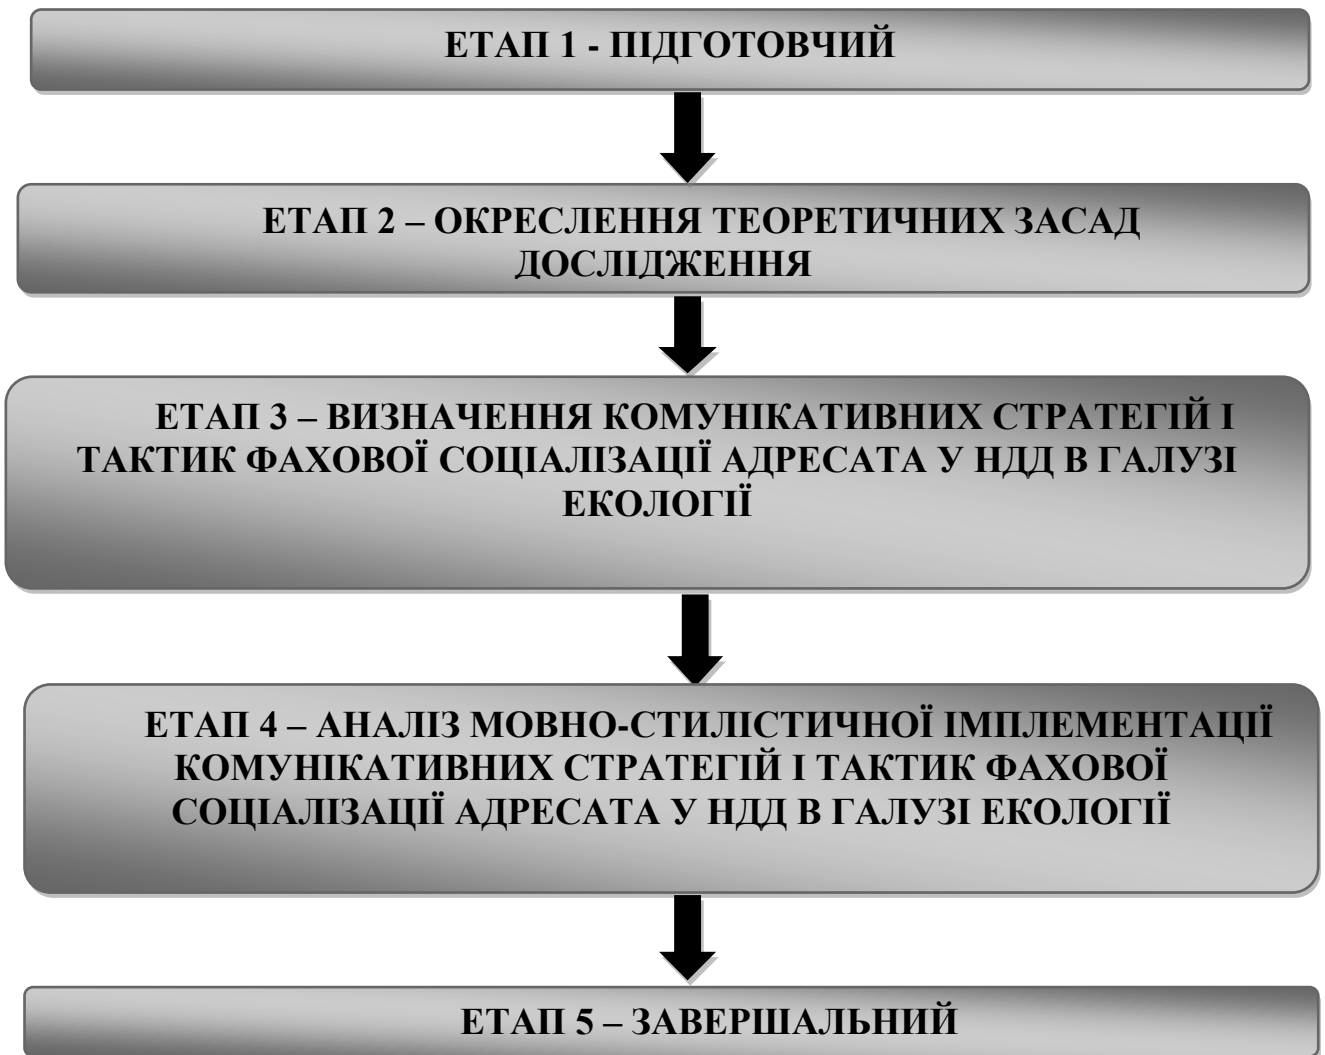 ЕТАП 1 - ПІДГОТОВЧИЙ
ЕТАП 2 – ОКРЕСЛЕННЯ ТЕОРЕТИЧНИХ ЗАСАД
ДОСЛІДЖЕННЯ
ЕТАП 3 – ВИЗНАЧЕННЯ КОМУНІКАТИВНИХ СТРАТЕГІЙ І
ТАКТИК ФАХОВОЇ СОЦІАЛІЗАЦІЇ АДРЕСАТА У НДД В ГАЛУЗІ
ЕКОЛОГІЇ
ЕТАП 4 – АНАЛІЗ МОВНО-СТИЛІСТИЧНОЇ ІМПЛЕМЕНТАЦІЇ
КОМУНІКАТИВНИХ СТРАТЕГІЙ І ТАКТИК ФАХОВОЇ
СОЦІАЛІЗАЦІЇ АДРЕСАТА У НДД В ГАЛУЗІ ЕКОЛОГІЇ
ЕТАП 5 – ЗАВЕРШАЛЬНИЙ